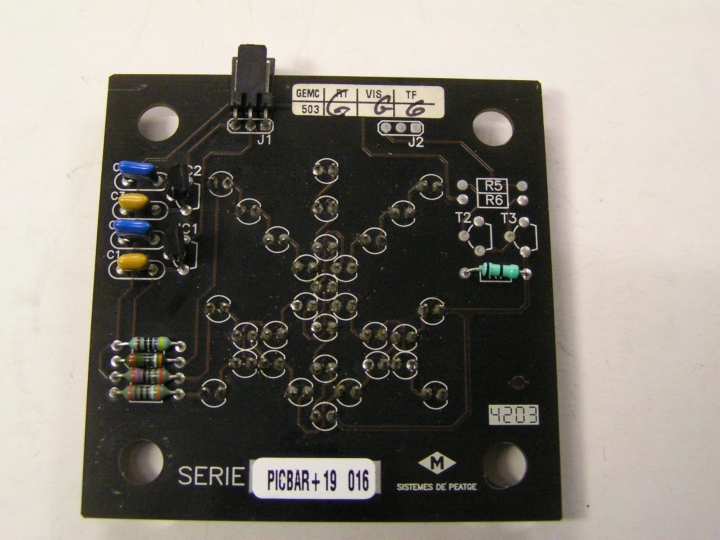 GEMC RT VIS TF
503 G G G
J1
J2
C2
R5
R6
T2
T3
C1
C1
4203
M
SERIE
PICBAR+19 016
SISTEMES DE PEATGE